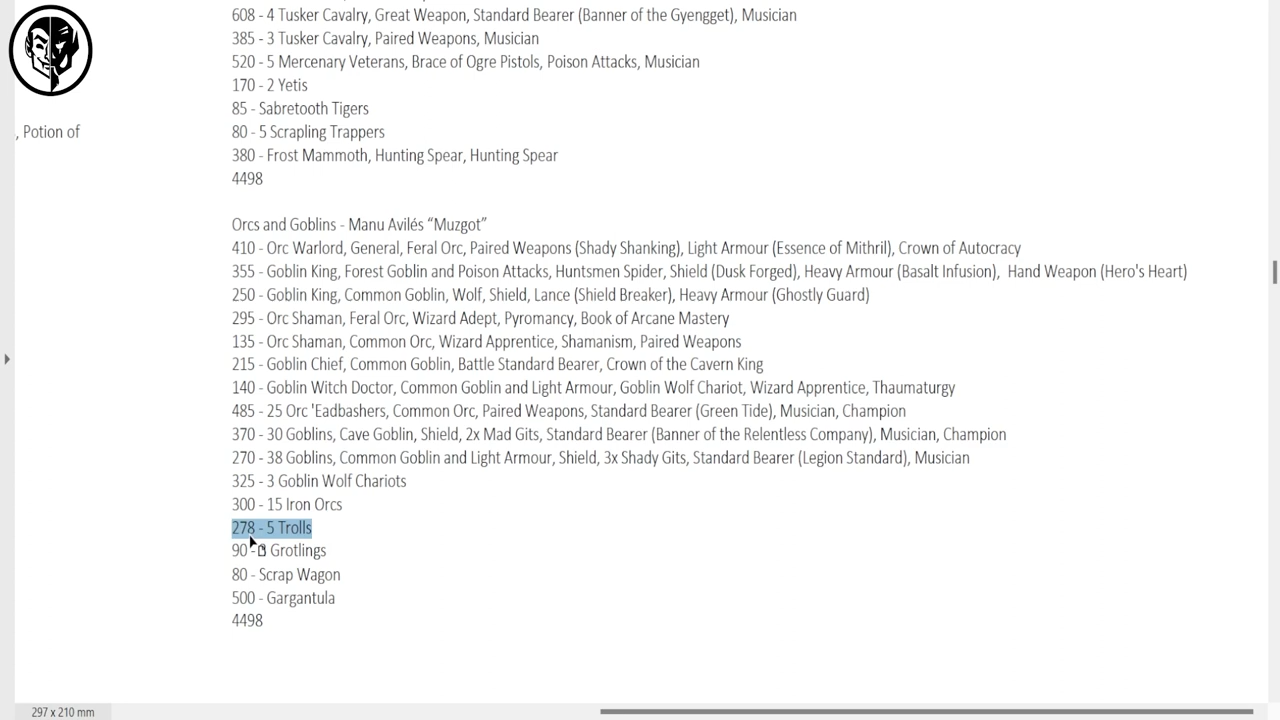 608 - 4 Tusker Cavalry, Great Weapon, Standard Bearer (Banner of the Gyengget), Musician
385 - 3 Tusker Cavalry, Paired Weapons, Musician
520 - 5 Mercenary Veterans, Brace of Ogre Pistols, Poison Attacks, Musician
170 - 2 Yetis
85 - Sabretooth Tigers
80 - 5 Scrapling Trappers
, Potion of
380 - Frost Mammoth, Hunting Spear, Hunting Spear
4498
Orcs and Goblins - Manu Avilés “Muzgot”
410 - Orc Warlord, General, Feral Orc, Paired Weapons (Shady Shanking), Light Armour (Essence of Mithril), Crown of Autocracy
355 - Goblin King, Forest Goblin and Poison Attacks, Huntsmen Spider, Shield (Dusk Forged), Heavy Armour (Basalt Infusion), Hand Weapon (Hero's Heart)
250 - Goblin King, Common Goblin, Wolf, Shield, Lance (Shield Breaker), Heavy Armour (Ghostly Guard)
295 - Orc Shaman, Feral Orc, Wizard Adept, Pyromancy, Book of Arcane Mastery
135 - Orc Shaman, Common Orc, Wizard Apprentice, Shamanism, Paired Weapons
215 - Goblin Chief, Common Goblin, Battle Standard Bearer, Crown of the Cavern King
140 - Goblin Witch Doctor, Common Goblin and Light Armour, Goblin Wolf Chariot, Wizard Apprentice, Thaumaturgy
485 - 25 Orc 'Eadbashers, Common Orc, Paired Weapons, Standard Bearer (Green Tide), Musician, Champion
370 - 30 Goblins, Cave Goblin, Shield, 2x Mad Gits, Standard Bearer (Banner of the Relentless Company), Musician, Champion
270 - 38 Goblins, Common Goblin and Light Armour, Shield, 3x Shady Gits, Standard Bearer (Legion Standard), Musician
325 - 3 Goblin Wolf Chariots
300 - 15 Iron Orcs
278 - 5 Trolls
90 - Grotlings
80 - Scrap Wagon
500 - Gargantula
4498
297 x 210 mm